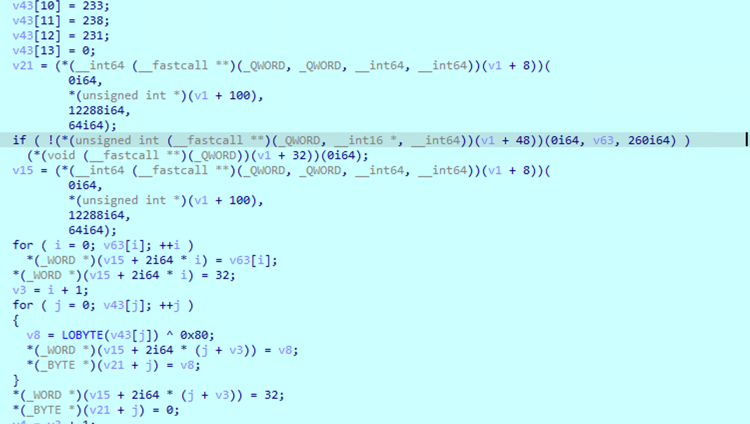 v43[10] = 233;
v43[11] = 238;
v43[12] = 231;
v43[13] = 0;
v21 = (*(__int64 (__fastcall **)(_QWORD, _QWORD, __int64, __int64))(v1 + 8))(
0i64,
*(unsigned int *)(v1 + 100),
12288i64,
64i64);
if ( !(*(unsigned int (__fastcall **)(_QWORD, __int16 *, __int64))(v1 + 48))(0i64, v63, 260i64) )
(*(void (__fastcall **)(_QWORD))(v1 + 32))(0i64);
v15 = (*(__int64 (__fastcall **)(_QWORD, _QWORD, __int64, __int64))(v1 + 8))(
0i64,
*(unsigned int *)(v1 + 100),
12288i64,
64i64);
for ( i = 0; v63[i]; ++i )
*(_WORD *)(v15 + 2i64 * i) = v63[i];
*(_WORD *)(v15 + 2i64 * i) = 32;
v3 = i + 1;
for ( j = 0; v43[j]; ++j )
{
v8 = LOBYTE(v43[j]) ^ 0x80;
*(_WORD *)(v15 + 2i64 * (j + v3)) = v8;
*(_BYTE *)(v21 + j) = v8;
}
*(_WORD *)(v15 + 2i64 * (j + v3)) = 32;
*(_BYTE *)(v21 + j) = 0;